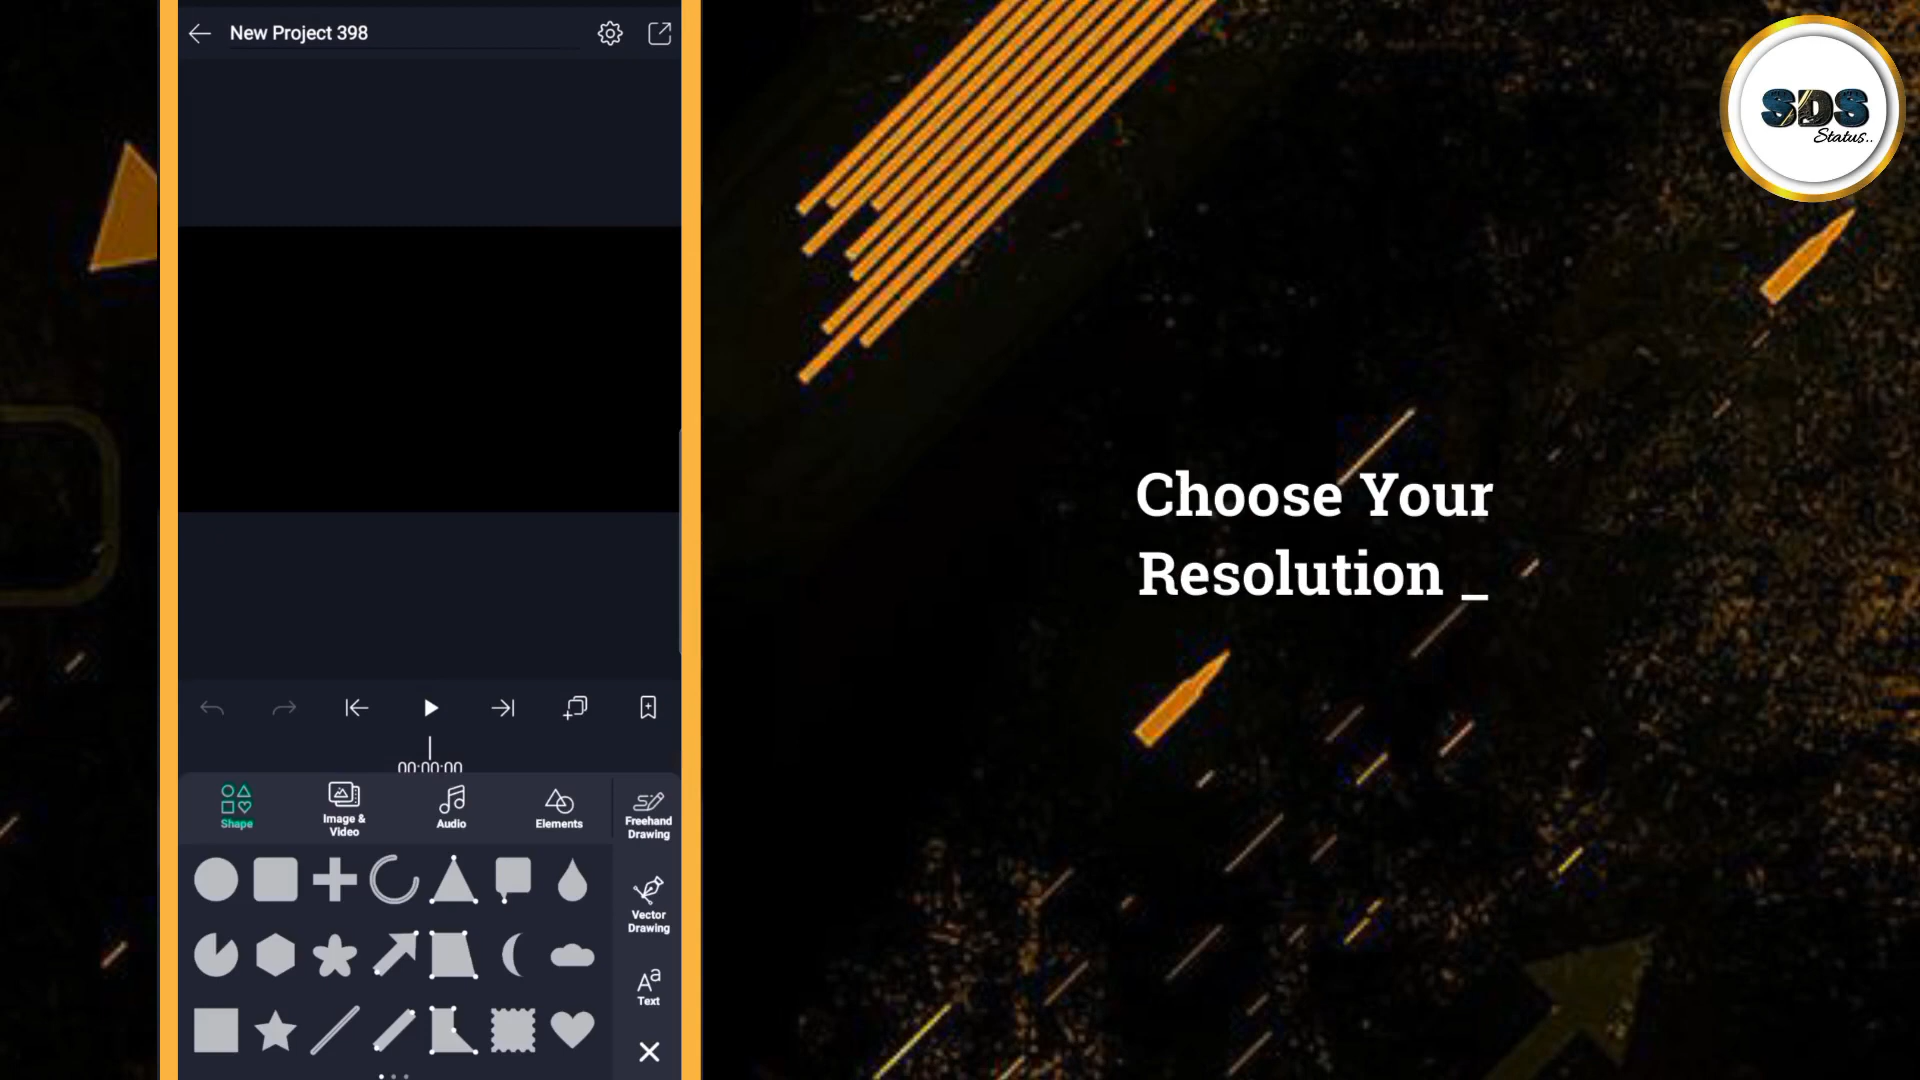 New Project 398
SDS
Status..
Choose Your
Resolution _
00:00:00
Shape
Image &
Video
Audio
Elements
Freehand
Drawing
Vector
Drawing
Aa
Text